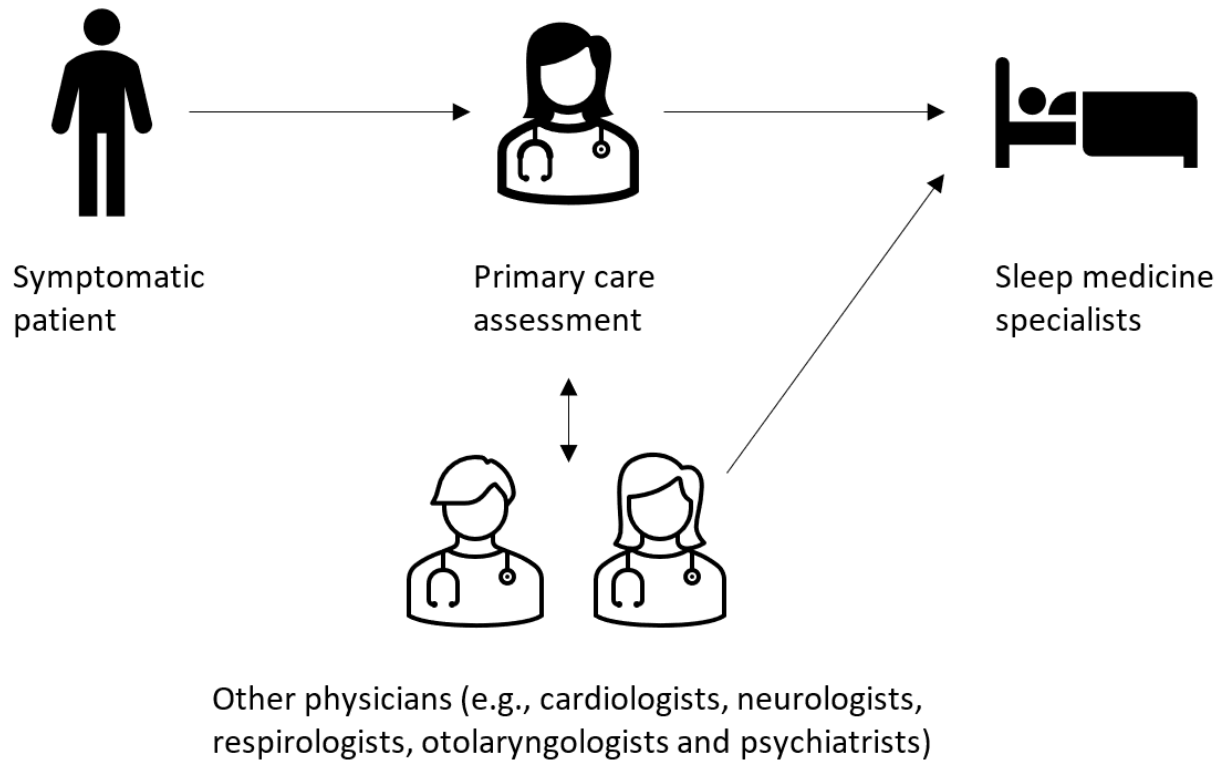 Symptomatic
patient
Primary care
assessment
Sleep medicine
specialists
Other physicians (e.g., cardiologists, neurologists,
respirologists, otolaryngologists and psychiatrists)